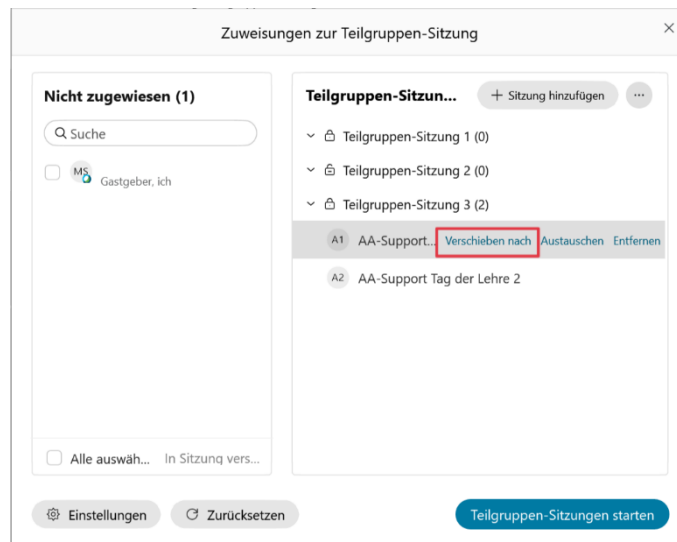 Zuweisungen zur Teilgruppen-Sitzung
Nicht zugewiesen (1)
Suche
MS
Gastgeber, ich
Alle auswäh... In Sitzung vers...
Teilgruppen-Sitzun... + Sitzung hinzufügen ...
Teilgruppen-Sitzung 1 (0)
Teilgruppen-Sitzung 2 (0)
Teilgruppen-Sitzung 3 (2)
A1 AA-Support... Verschieben nach Austauschen Entfernen
A2 AA-Support Tag der Lehre 2
Einstellungen Zurücksetzen Teilgruppen-Sitzungen starten